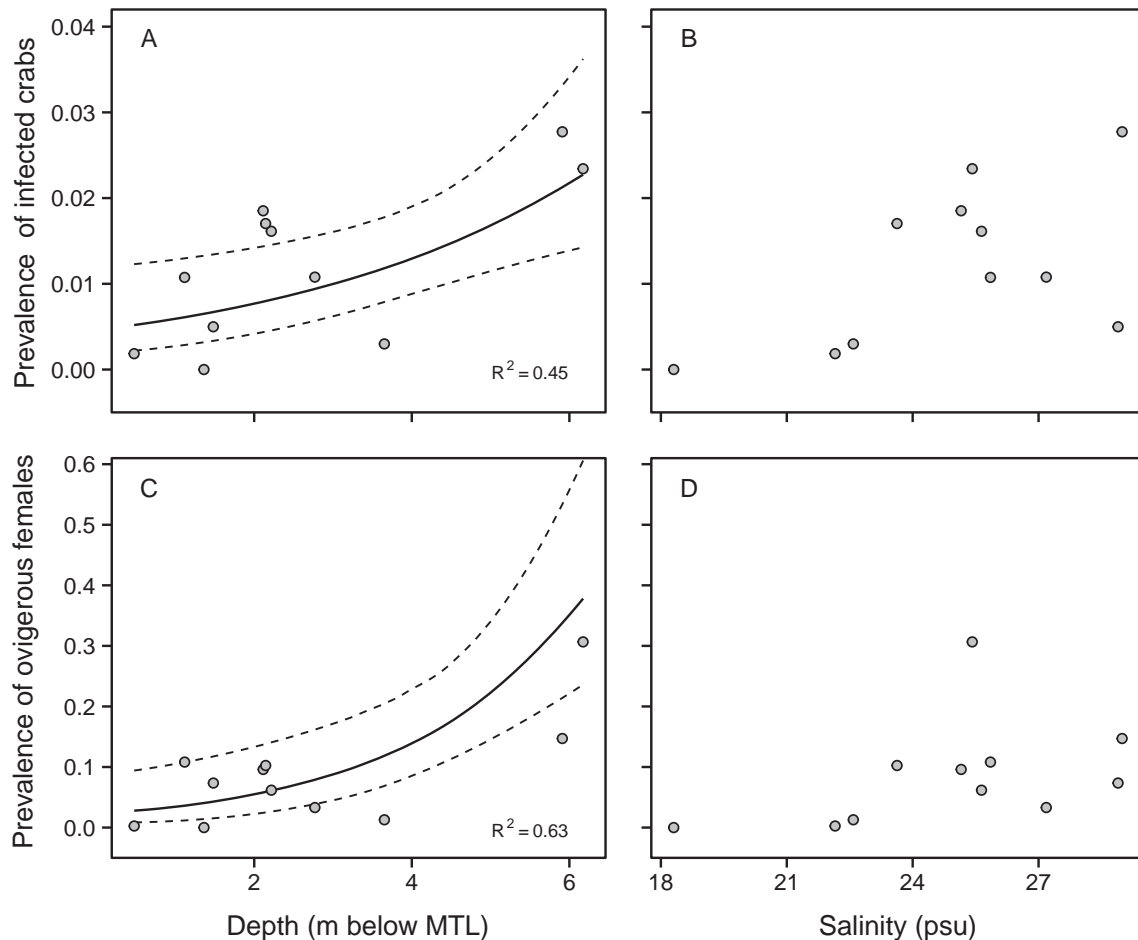 A
B
Prevalence of infected crabs
0.04
0.03
0.02
0.01
0.00
R² = 0.45
C
D
Prevalence of ovigerous females
0.6
0.5
0.4
0.3
0.2
0.1
0.0
R² = 0.63
2
4
6
18
21
24
27
Depth (m below MTL)
Salinity (psu)